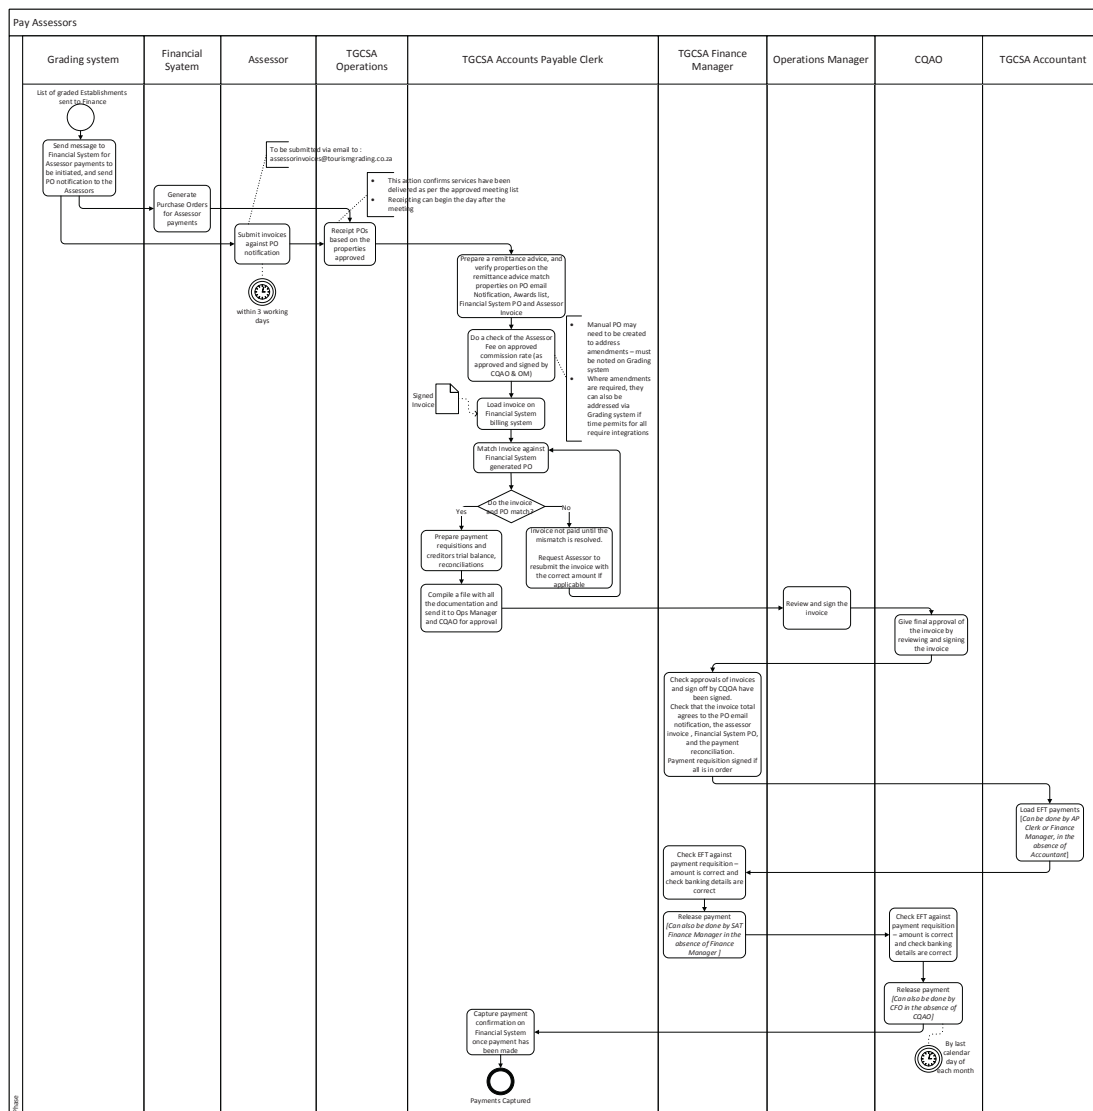 Pay Assessors
Grading system
Financial
Syatem
Assessor
TGCSA
Operations
TGCSA Accounts Payable Clerk
TGCSA Finance
Manager
Operations Manager
CQAO
TGCSA Accountant
List of graded Establishments
sent to Finance
Send message to
Financial System for
Assessor payments to
be initiated, and send
PO notification to the
Assessors
Generate
Purchase Orders
for Assessor
payments
To be submitted via email to :
assessorinvoices@tourismgrading.co.za
Submit invoices
against PO
notification
within 3 working
days
• This action confirms services have been
delivered as per the approved meeting list
• Receipting can begin the day after the
meeting
Receipt POs
based on the
properties
approved
Prepare a remittance advice, and
verify properties on the
remittance advice match
properties on PO email
Notification, Awards list,
Financial System PO and Assessor
Invoice
Do a check of the Assessor
Fee on approved
commission rate (as
approved and signed by
CQAO & OM)
• Manual PO may
need to be created
to address
amendments – must
be noted on Grading
system
• Where amendments
are required, they
can also be
addressed via
Grading system if
time permits for all
require integrations
Signed
Invoice
Load invoice on
Financial System
billing system
Match Invoice against
Financial System
generated PO
Do the invoice
and PO match?
Yes
No
Prepare payment
requisitions and
creditors trial balance,
reconciliations
Invoice not paid until the
mismatch is resolved.
Request Assessor to
resubmit the invoice with
the correct amount if
applicable
Compile a file with all
the documentation and
send it to Ops Manager
and CQAO for approval
Review and sign the
invoice
Give final approval of
the invoice by
reviewing and signing
the invoice
Check approvals of invoices
and sign off by CQOA have
been signed.
Check that the invoice total
agrees to the PO email
notification, the assessor
invoice , Financial System PO,
and the payment
reconciliation.
Payment requisition signed if
all is in order
Load EFT payments
[Can be done by AP
Clerk or Finance
Manager, in the
absence of
Accountant]
Check EFT against
payment requisition –
amount is correct and
check banking details are
correct
Release payment
[Can also be done by SAT
Finance Manager in the
absence of Finance
Manager ]
Check EFT against
payment requisition
– amount is correct
and check banking
details are correct
Release payment
[Can also be done by
CFO in the absence of
CQAO]
By last
calendar
day of
each month
Capture payment
confirmation on
Financial System
once payment has
been made
Payments Captured
Phase